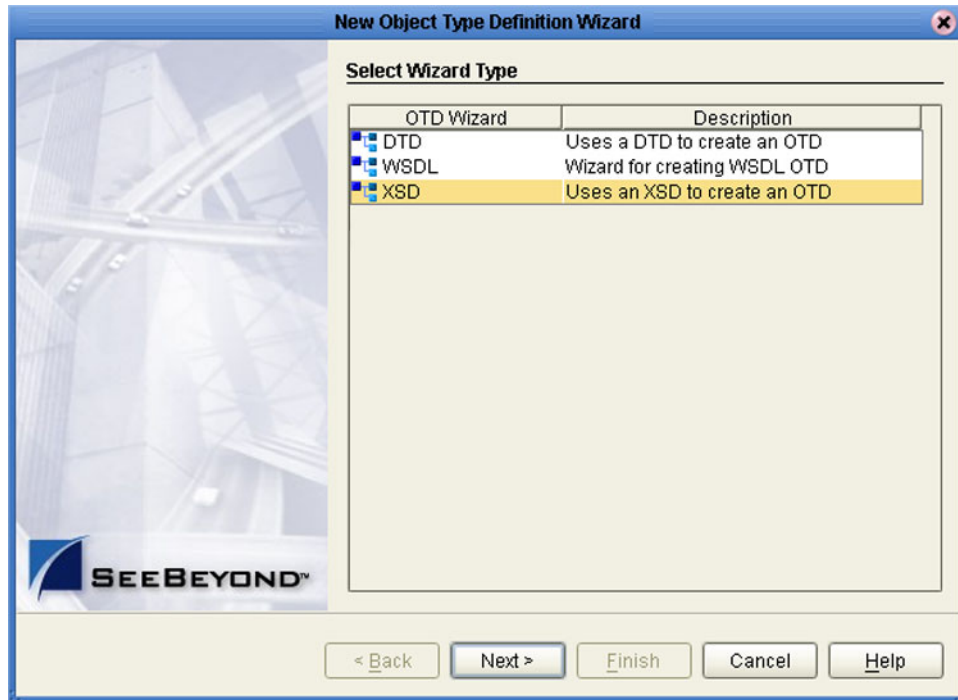 New Object Type Definition Wizard
Select Wizard Type
OTD Wizard Description
DTD Uses a DTD to create an OTD
WSDL Wizard for creating WSDL OTD
XSD Uses an XSD to create an OTD
SEEBEYOND™
< Back Next > Finish Cancel Help